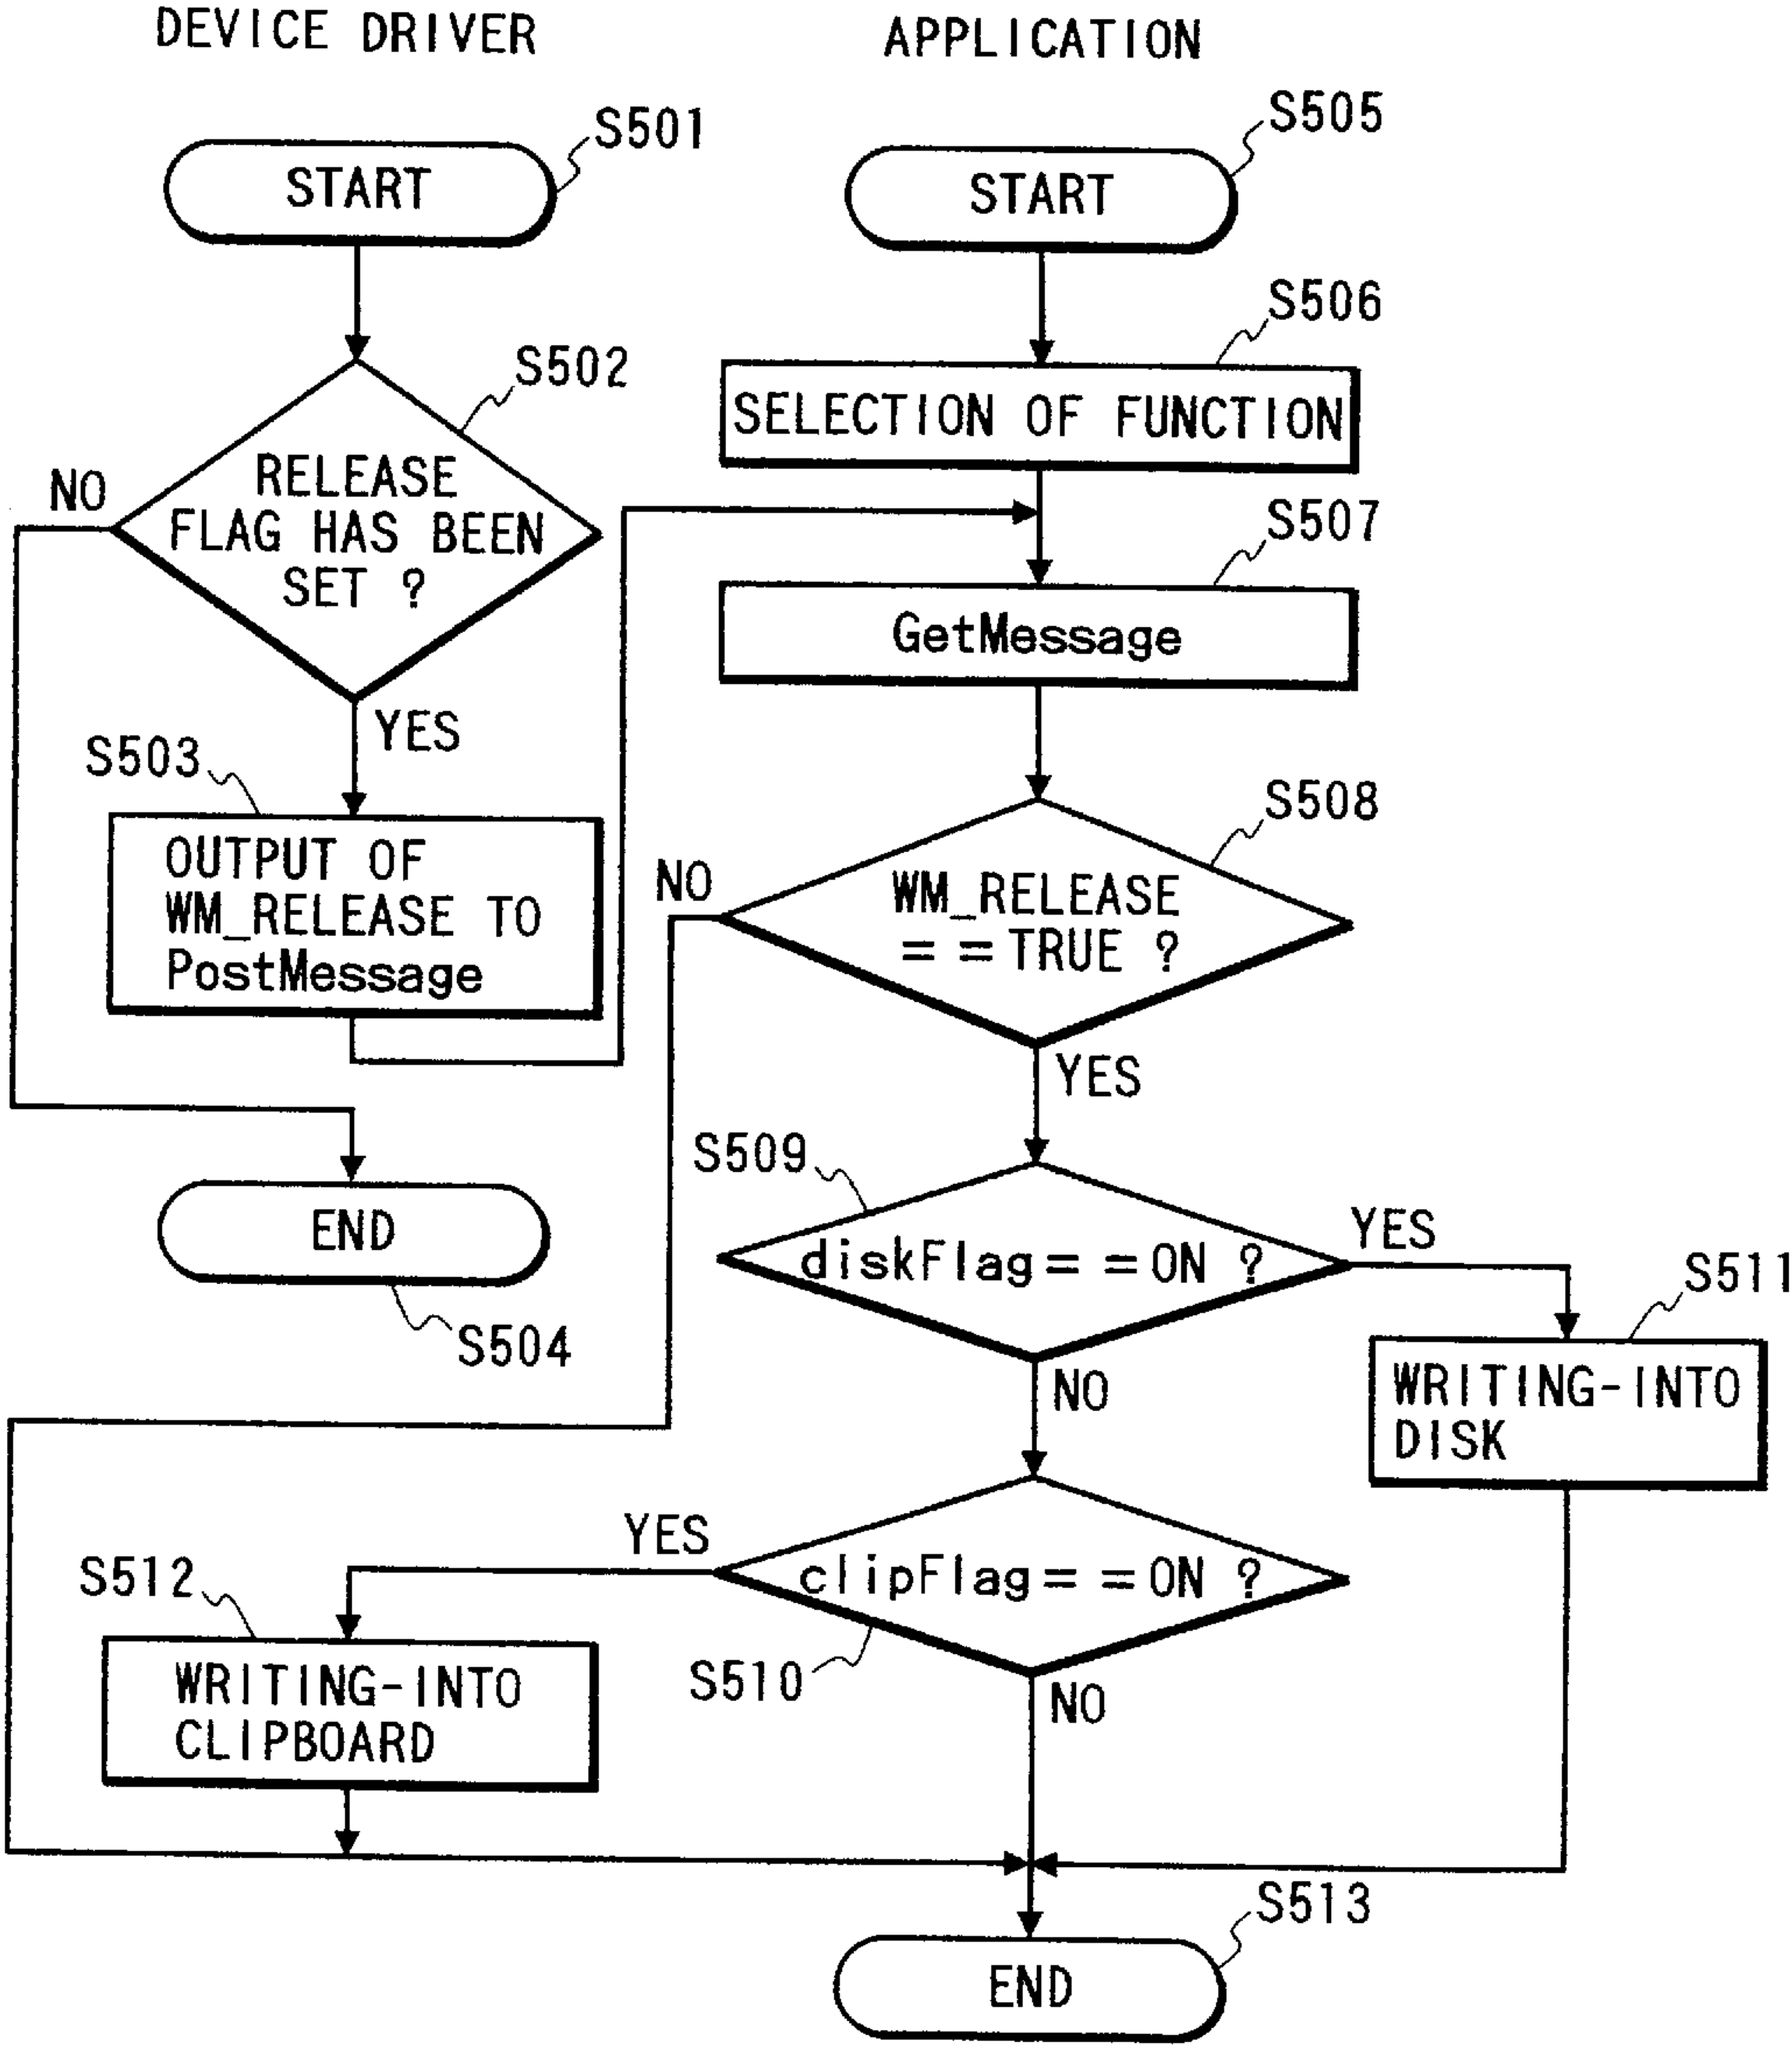 DEVICE DRIVER
APPLICATION
S501
START
S502
RELEASE
FLAG HAS BEEN
SET ?
NO
YES
S503
OUTPUT OF
WM_RELEASE TO
PostMessage
END
S504
S505
START
S506
SELECTION OF FUNCTION
S507
GetMessage
S508
WM_RELEASE
==TRUE ?
NO
YES
S509
diskFlag==ON ?
YES
NO
S511
WRITING-INTO
DISK
clipFlag==ON ?
YES
S510
NO
S512
WRITING-INTO
CLIPBOARD
S513
END